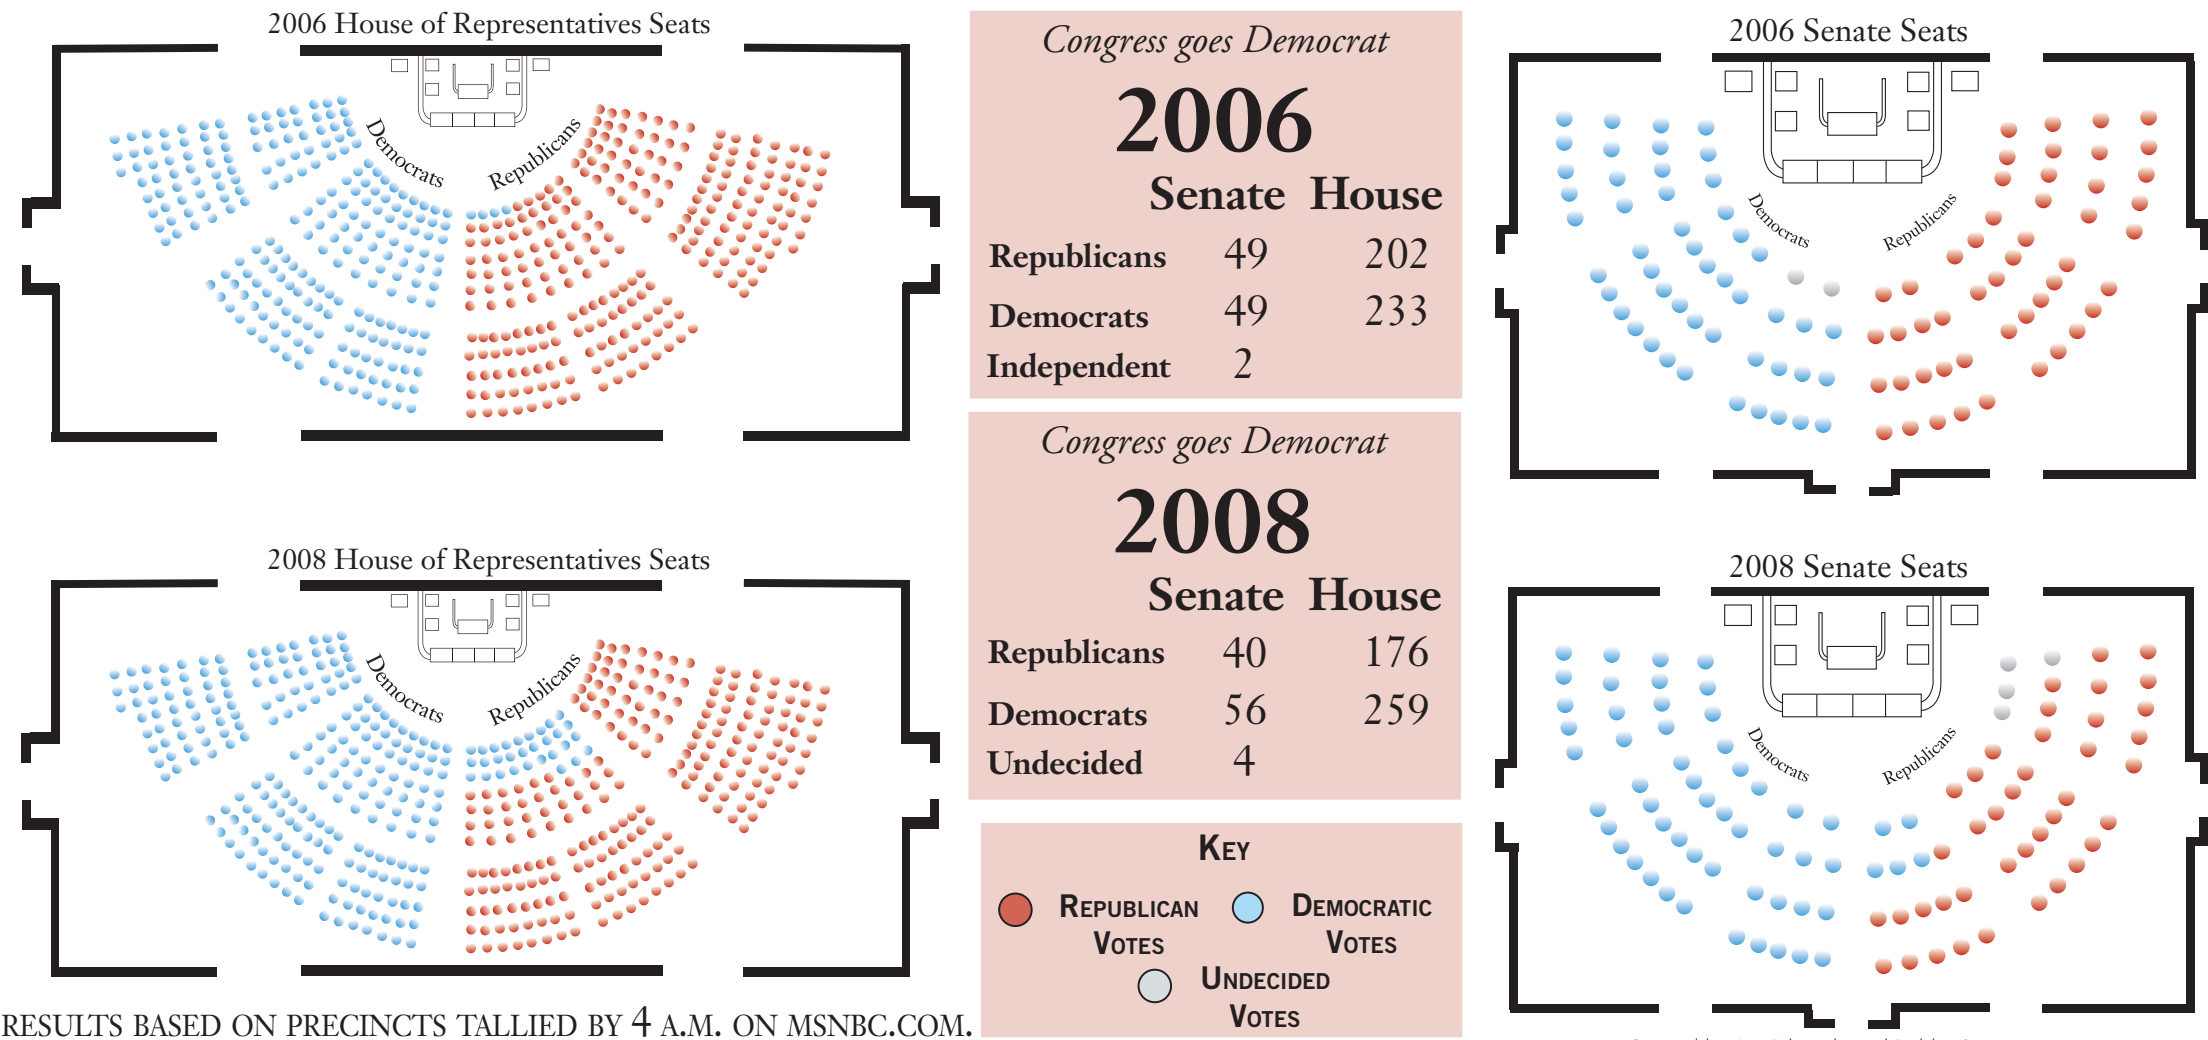 2006 House of Representatives Seats
Democrats
Republicans
Congress goes Democrat
2006
Senate House
Republicans 49 202
Democrats 49 233
Independent 2
2006 Senate Seats
Democrats
Republicans
2008 House of Representatives Seats
Democrats
Republicans
Congress goes Democrat
2008
Senate House
Republicans 40 176
Democrats 56 259
Undecided 4
2008 Senate Seats
Democrats
Republicans
KEY
REPUBLICAN
VOTES
DEMOCRATIC
VOTES
UNDECIDED
VOTES
RESULTS BASED ON PRECINCTS TALLIED BY 4 A.M. ON MSNBC.COM.